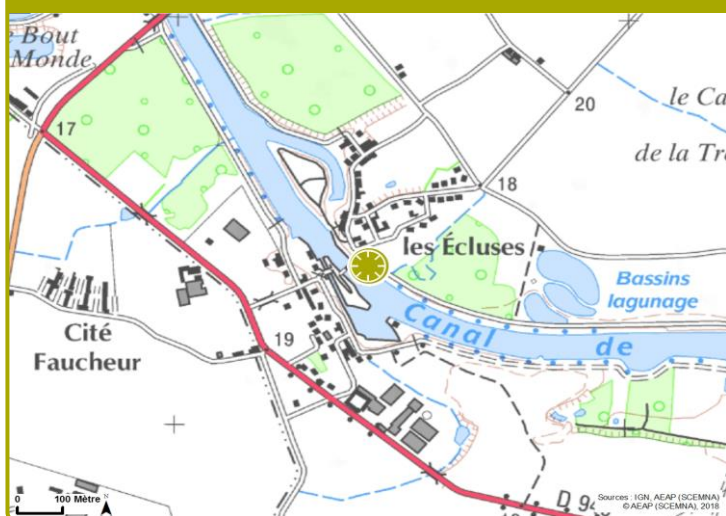 Bout
Monde
17
20
le Ca
de la Tr
18
les Écluses
Bassins
lagunage
Canal de
Cité
Faucheur
19
0 100 Mètre
N
D 94
Sources : IGN, AEAP (SCEMNA)
© AEAP (SCEMNA), 2018